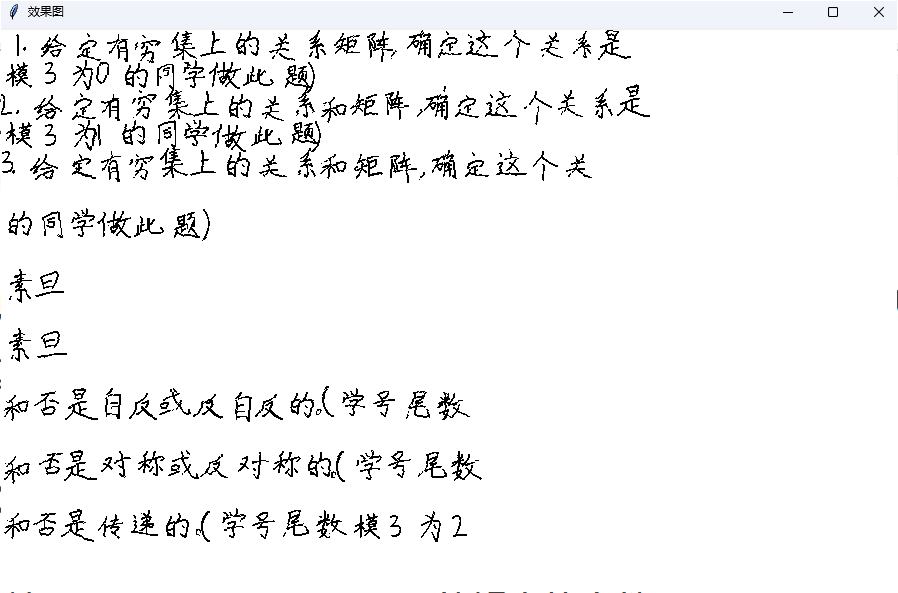 效果图
1. 给定有穷集上的关系矩阵,确定这个关系是
模3为0的同学做此题)
2. 给定有穷集上的关系和矩阵,确定这个关系是
模3为1的同学做此题)
3. 给定有穷集上的关系和矩阵,确定这个关
的同学做此题)
素旦
素旦
和否是自反或反自反的。(学号尾数
和否是对称或反对称的。(学号尾数
和否是传递的。(学号尾数模3为2